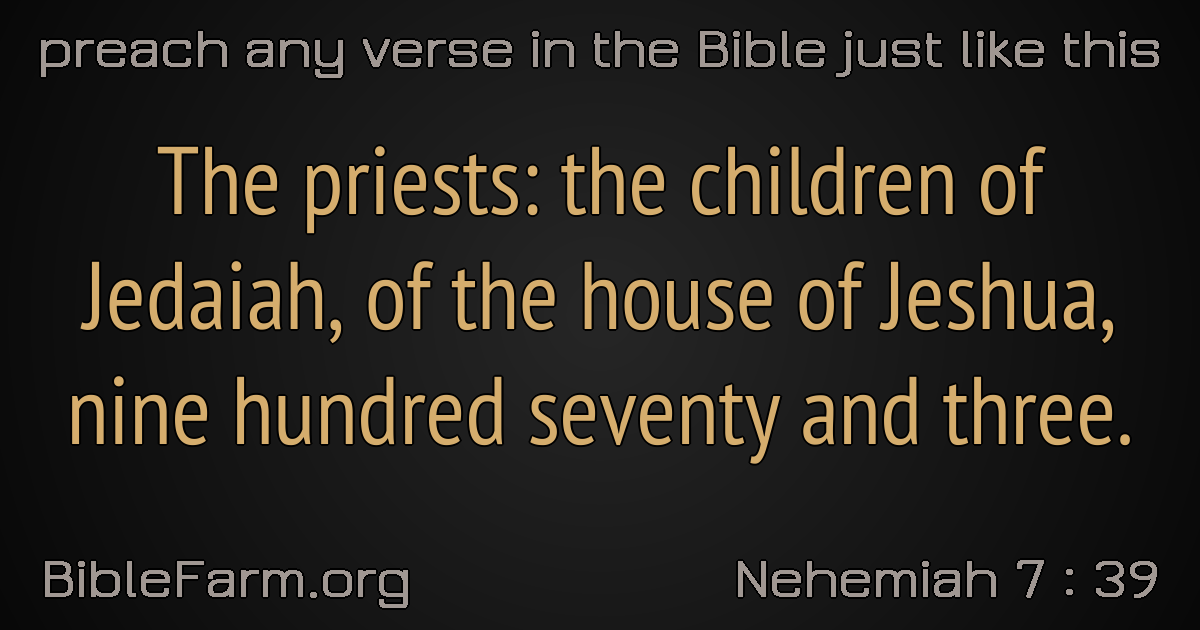 preach any verse in the Bible just like this
The priests: the children of
Jedaiah, of the house of Jeshua,
nine hundred seventy and three.
BibleFarm.org
Nehemiah 7 : 39